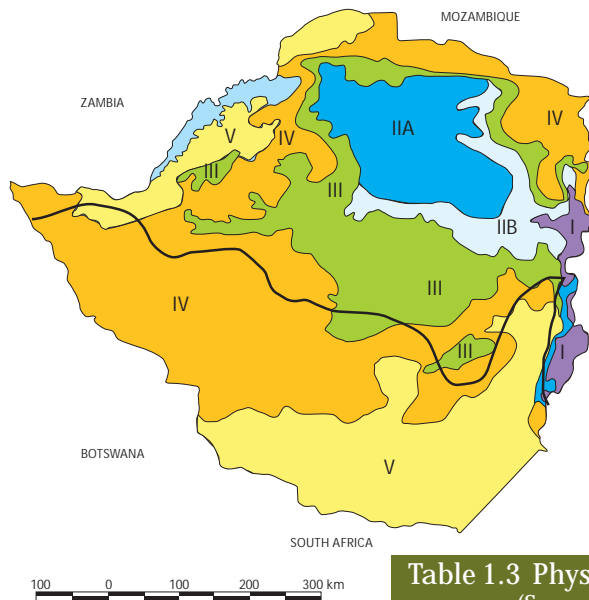 MOZAMBIQUE
ZAMBIA
IIA
IV
V
IV
III
III
IIB
I
III
IV
III
I
BOTSWANA
V
SOUTH AFRICA
100 0 100 200 300 km
Table 1.3 Phys